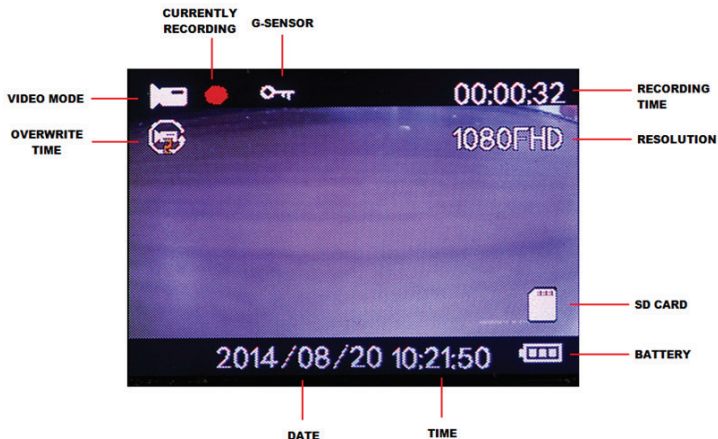 CURRENTLY
RECORDING
G-SENSOR
VIDEO MODE
00:00:32
RECORDING
TIME
OVERWRITE
TIME
2
1080FHD
RESOLUTION
SD CARD
2014/08/20 10:21:50
BATTERY
DATE
TIME